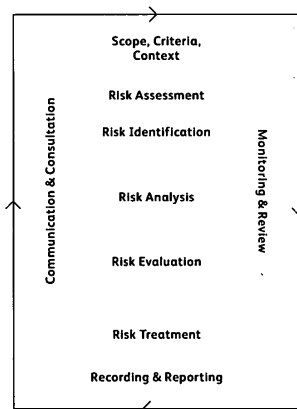 Scope, Criteria,
Context
Risk Assessment
Risk Identification
Communication & Consultation
Monitoring & Review
Risk Analysis
Risk Evaluation
Risk Treatment
Recording & Reporting